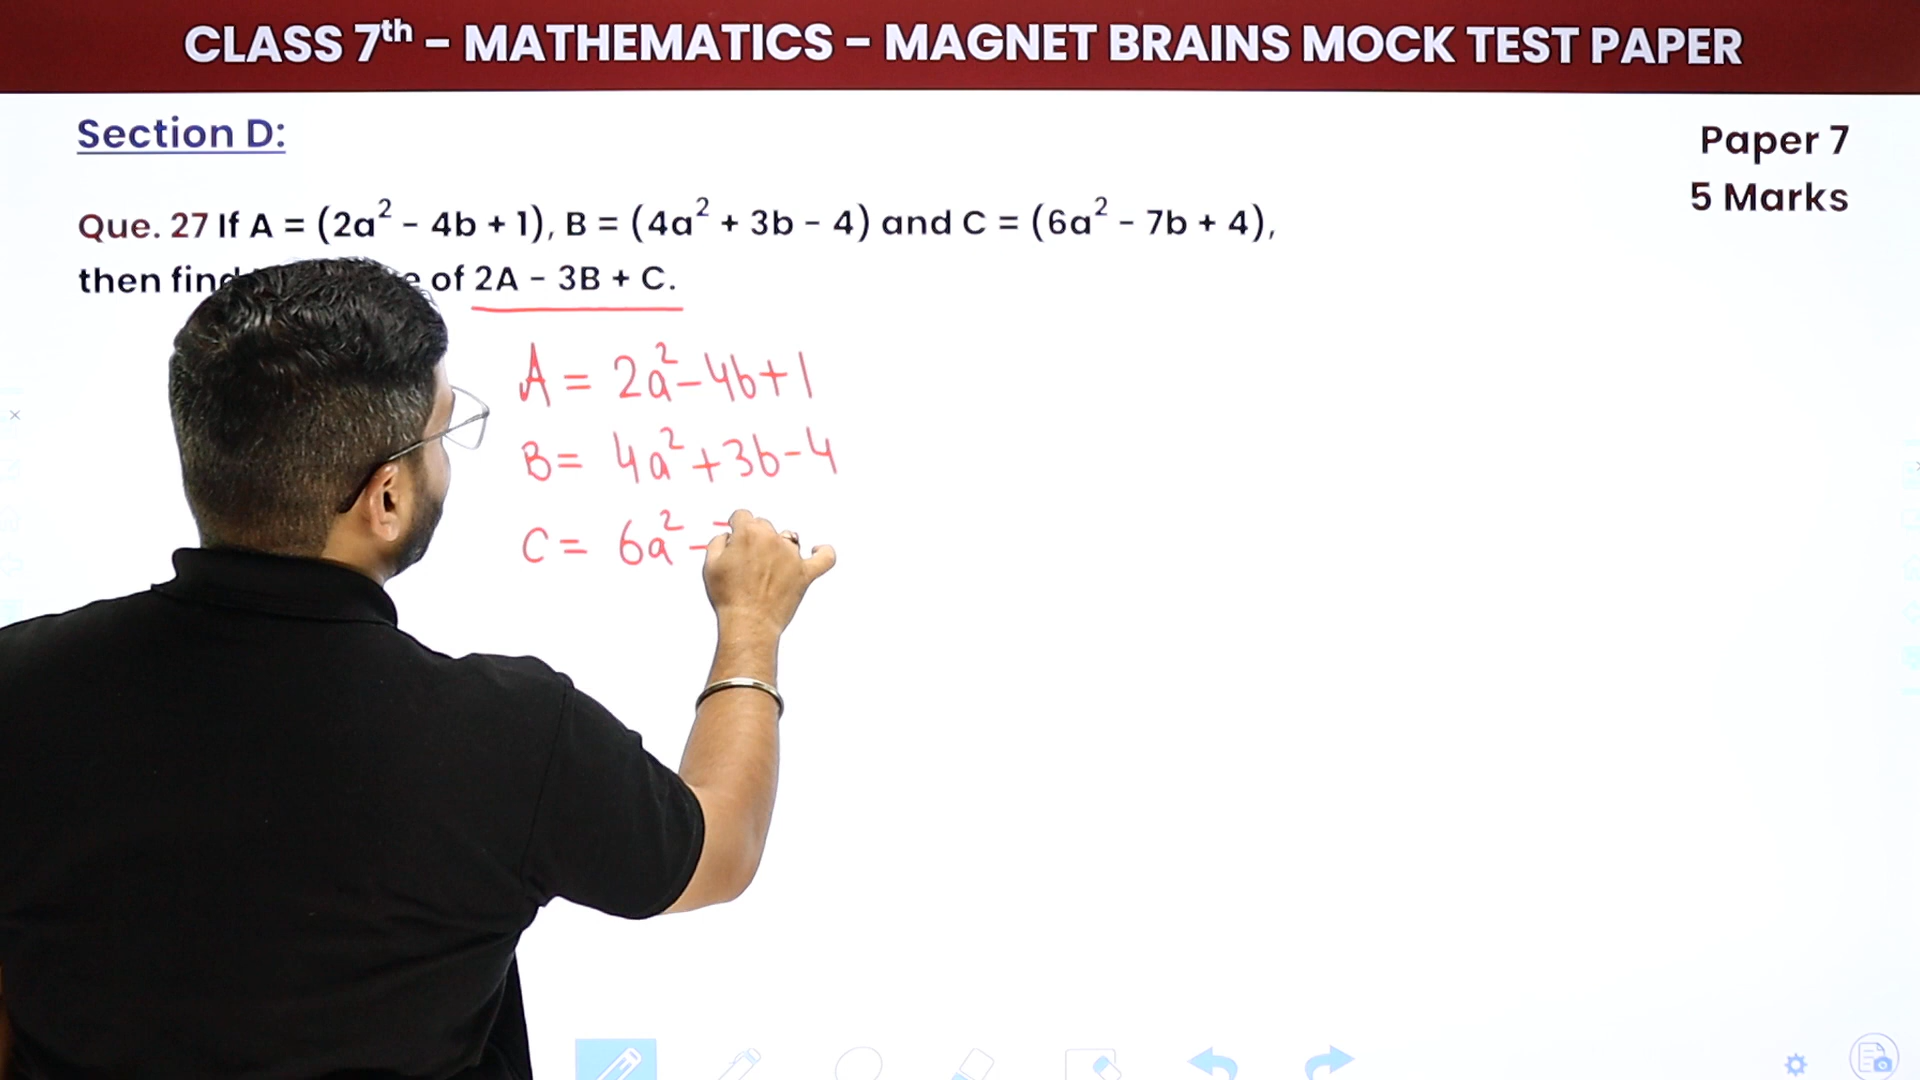 CLASS 7th – MATHEMATICS – MAGNET BRAINS MOCK TEST PAPER
Section D:
Paper 7
5 Marks
Que. 27 If A = (2a² – 4b + 1), B = (4a² + 3b – 4) and C = (6a² – 7b + 4),
then find of 2A – 3B + C.
A = 2a² – 4b + 1
B = 4a² + 3b – 4
C = 6a² –